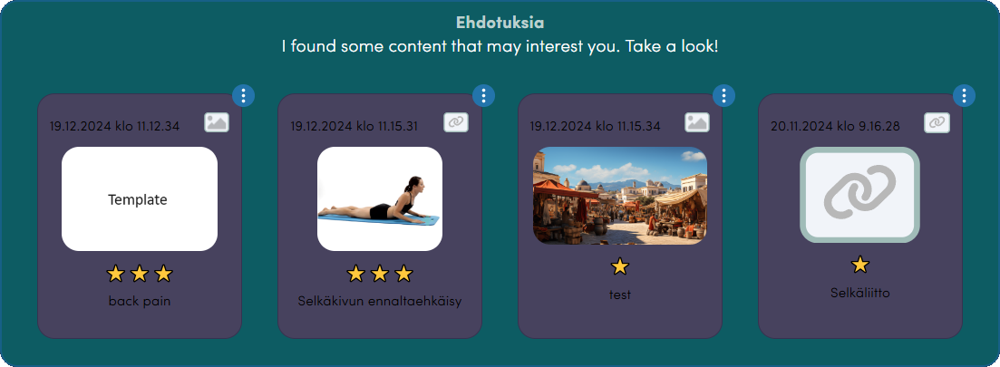 Ehdotuksia
I found some content that may interest you. Take a look!
19.12.2024 klo 11.12.34
Template
back pain
19.12.2024 klo 11.15.31
Selkäkivun ennaltaehkäisy
19.12.2024 klo 11.15.34
test
20.11.2024 klo 9.16.28
Selkäliitto